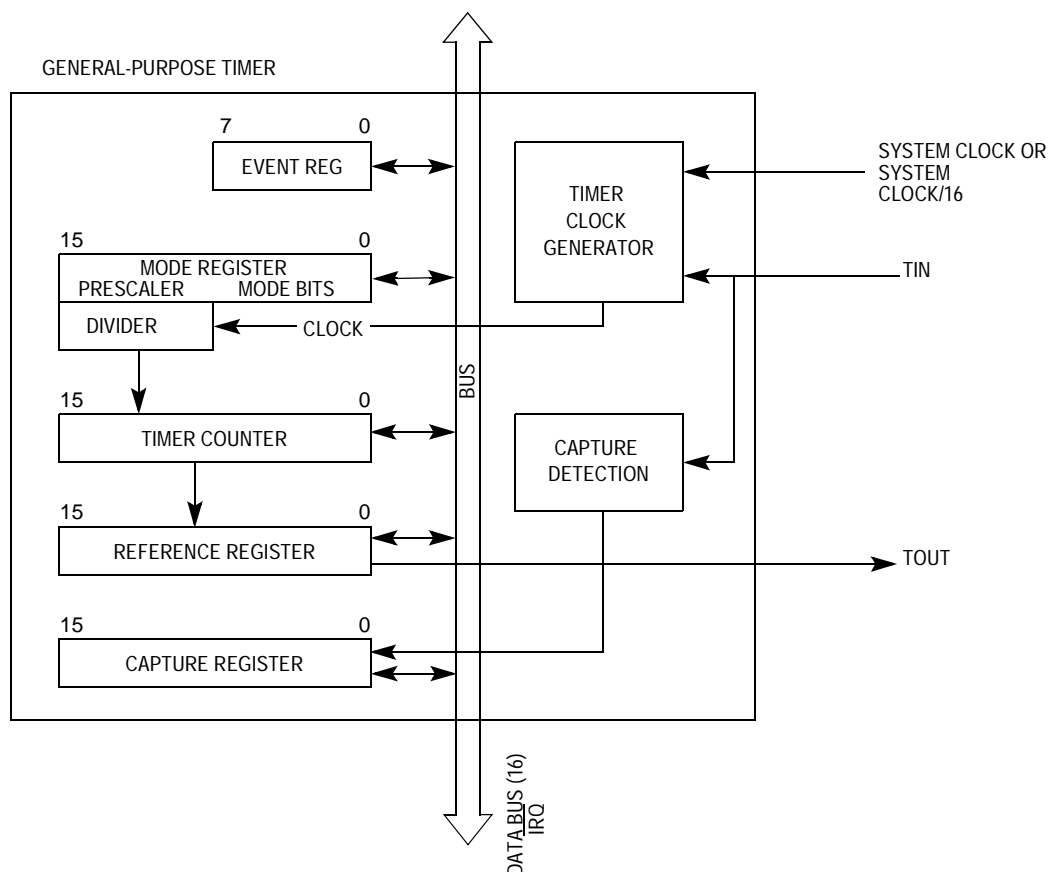 GENERAL-PURPOSE TIMER
7 0
EVENT REG
15 0
MODE REGISTER
PRESCALER MODE BITS
DIVIDER
CLOCK
15 0
TIMER COUNTER
15 0
REFERENCE REGISTER
15 0
CAPTURE REGISTER
BUS
TIMER
CLOCK
GENERATOR
CAPTURE
DETECTION
SYSTEM CLOCK OR
SYSTEM
CLOCK/16
TIN
TOUT
DATA BUS (16)
IRQ